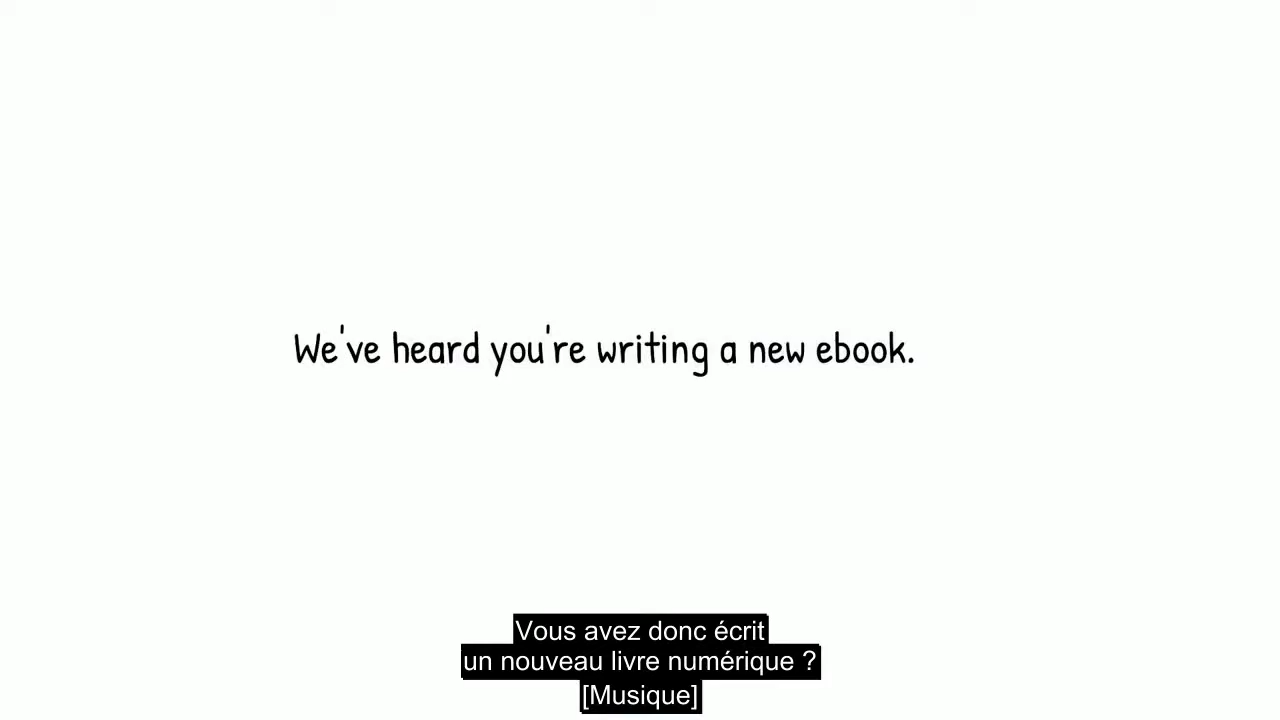 We've heard you're writing a new ebook.
Vous avez donc écrit
un nouveau livre numérique ?
[Musique]